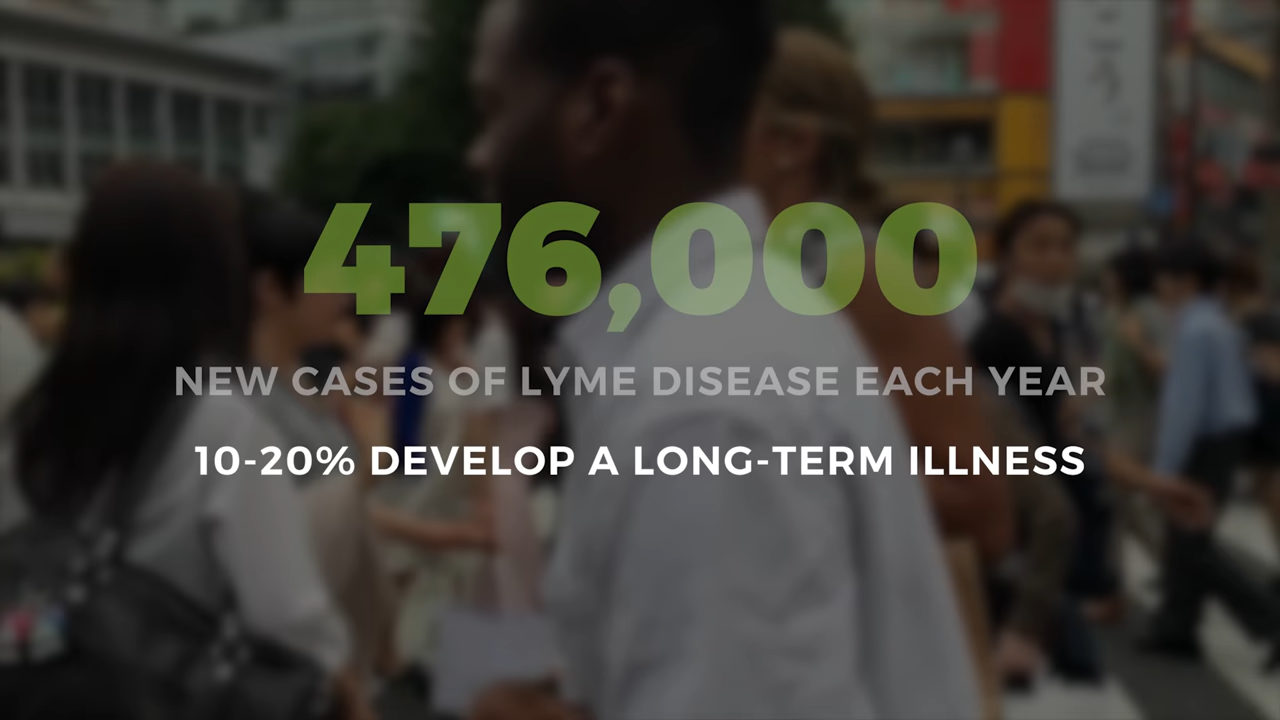 476,000
NEW CASES OF LYME DISEASE EACH YEAR
10-20% DEVELOP A LONG-TERM ILLNESS